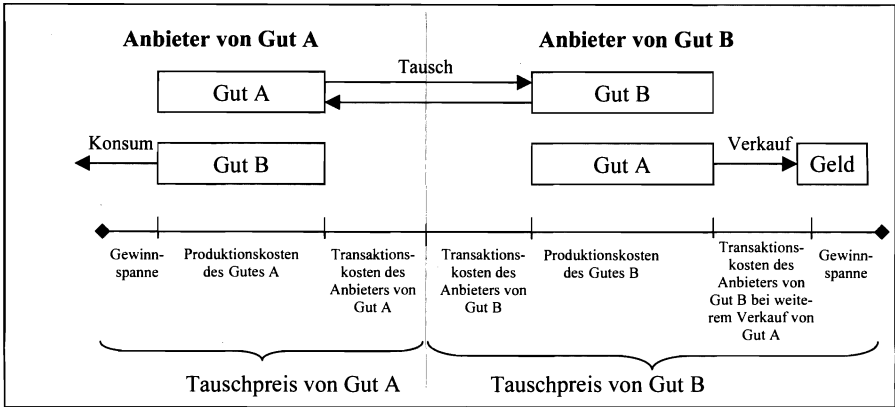 Anbieter von Gut A
Anbieter von Gut B
Tausch
Gut A
Gut B
Konsum
Verkauf
Gut B
Gut A
Geld
Gewinn-
spanne
Produktionskosten
des Gutes A
Transaktions-
kosten des
Anbieters von
Gut A
Transaktions-
kosten des
Anbieters von
Gut B
Produktionskosten
des Gutes B
Transaktions-
kosten des
Anbieters von
Gut B bei weite-
rem Verkauf von
Gut A
Gewinn-
spanne
Tauschpreis von Gut A
Tauschpreis von Gut B